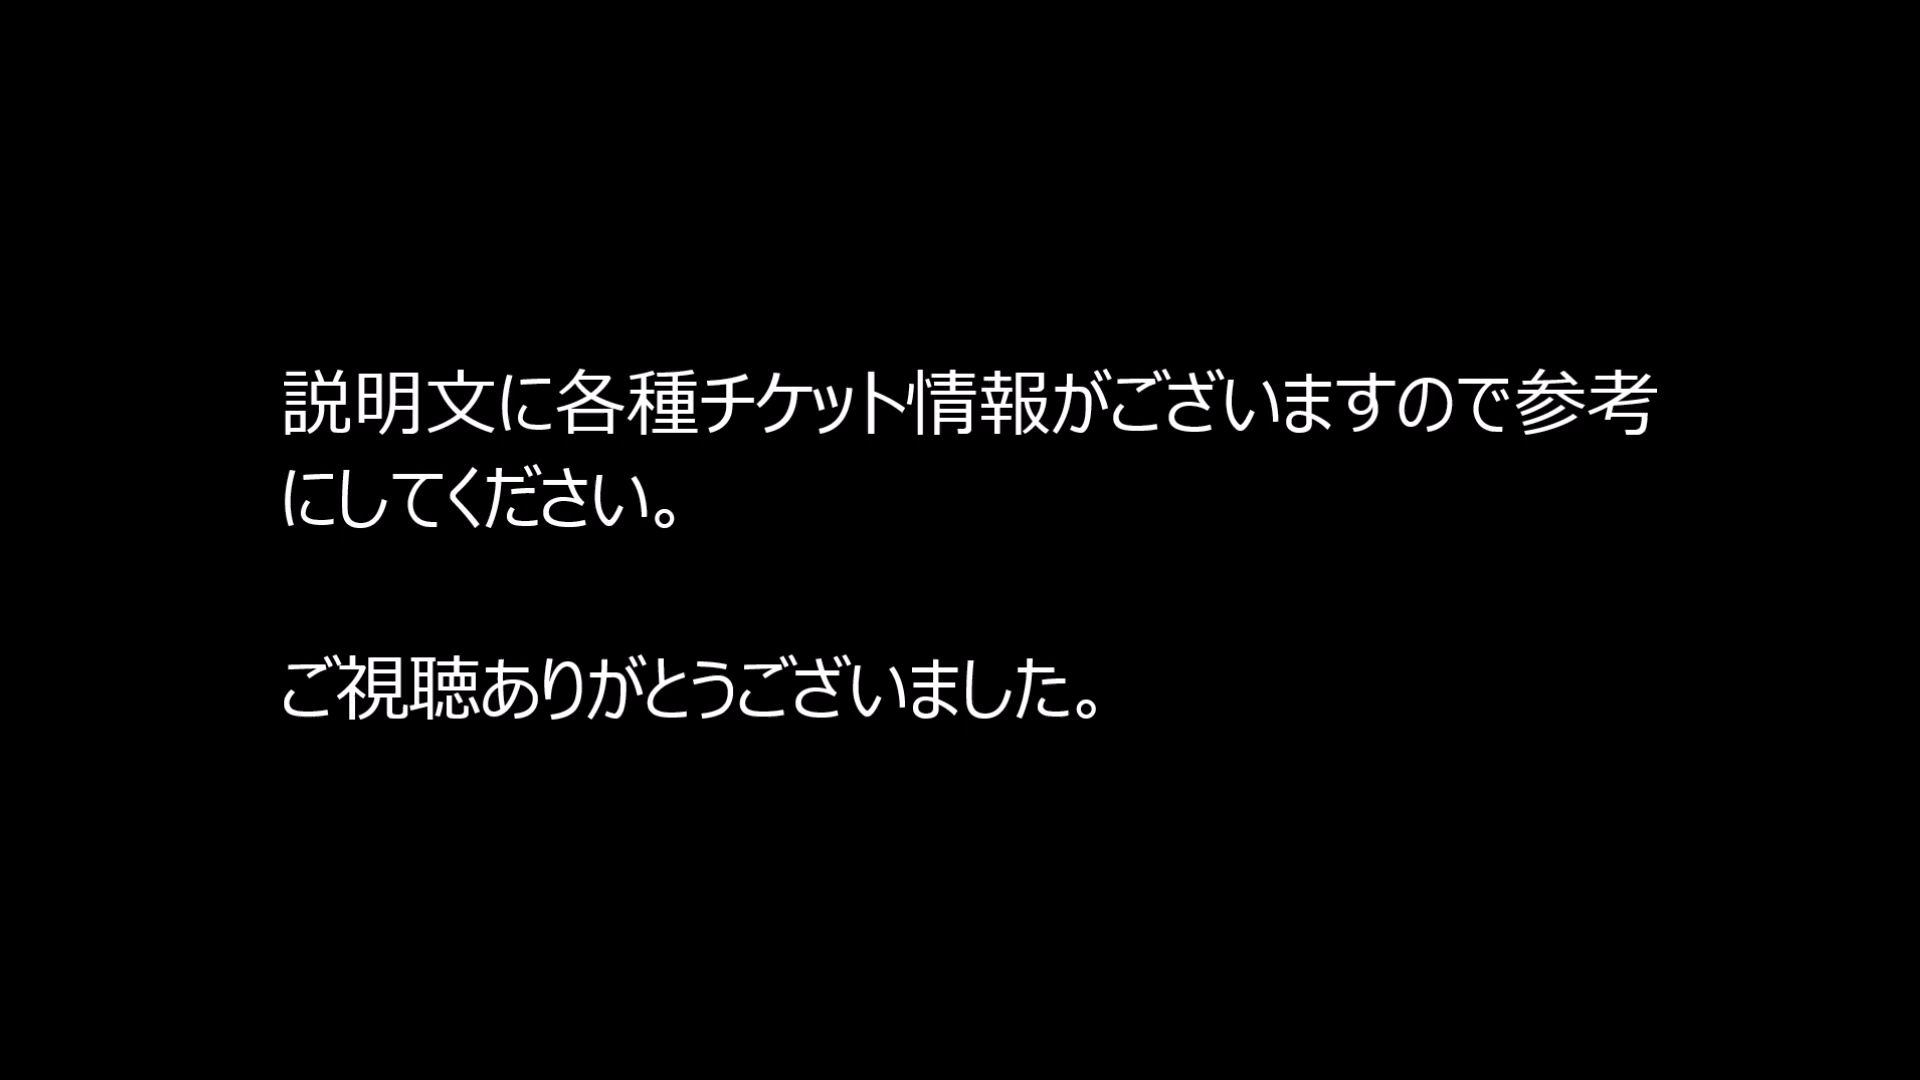 説明文に各種チケット情報がございますので参考
にしてください。
ご視聴ありがとうございました。